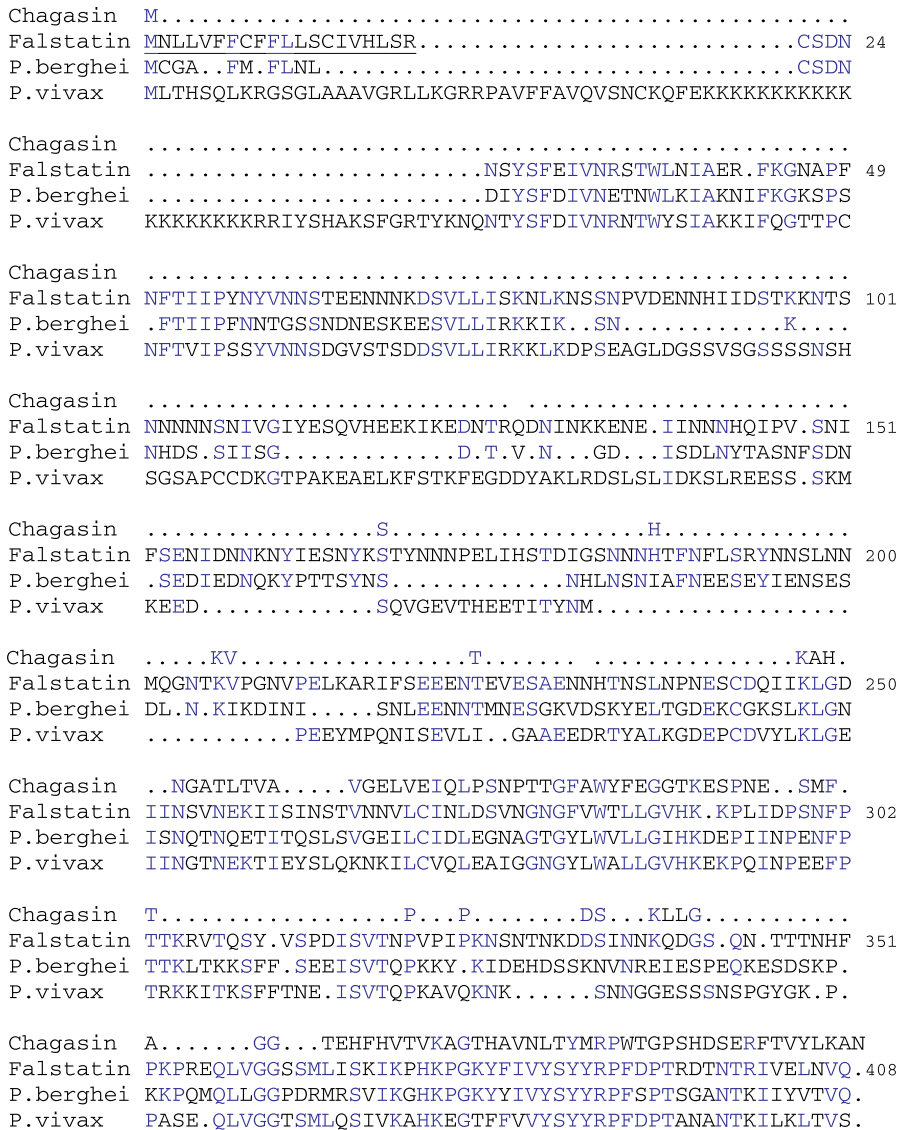 Chagasin M...................................................
Falstatin MNLLVFFCFFLLSCIVHLSR............................CSDN 24
P.berghei MCGA..FM.FLNL...................................CSDN
P.vivax MLTHSQLKRGSGLAAAVGRLLKGRRPAVFFAVQVSNCKQFEKKKKKKKKKKK
Chagasin ....................................................
Falstatin .........................NSYSFEIVNRSTWLNIAER.FKGNAPF 49
P.berghei .........................DIYSFDIVNETNWLKIAKNIFKGKSPS
P.vivax KKKKKKKKRRIYSHAKSFGRTYKNQNTYSFDIVNRNTWYSIAKKIFQGTTPC
Chagasin ....................................................
Falstatin NFTIIPYNYVNNSTEENNNKDSVLLISKNLKNSSNPVDENNHIIDSTKKNTS 101
P.berghei .FTIIPFNNTGSSNDNESKEESVLLIRKKIK..SN............K....
P.vivax NFTVIPSSYVNNSDGVSTSDDSVLLIRKKLKDPSEAGLDGSSVSGSSSSNSH
Chagasin ........................... ........................
Falstatin NNNNNSNIVGIYESQVHEEKIKEDNTRQDNINKKENE.IINNNHQIPV.SNI 151
P.berghei NHDS.SIISG.............D.T.V.N...GD...ISDLNYTASNFSDN
P.vivax SGSAPCCDKGTPAKEAELKFSTKFEGDDYAKLRDSLSLIDKSLREESS.SKM
Chagasin .................S...................H..............
Falstatin FSENIDNNKNYIESNYKSTYNNNPELIHSTDIGSNNNHTFNFLSRYNNSLNN 200
P.berghei .SEDIEDNQKYPTTSYNS.............NHLNSNIAFNEESEYIENSES
P.vivax KEED.............SQVGEVTHEETITYNM...................
Chagasin .....KV.................T....... ...............KAH.
Falstatin MQGNTKVPGNVPELKARIFSEEENTEVESAENNHTNSLNPNESCDQIIKLGD 250
P.berghei DL.N.KIKDINI.....SNLEENNTMNESGKVDSKYELTGDEKCGKSLKLGN
P.vivax ...........PEEYMPQNISEVLI..GAAEEDRTYALKGDEPCDVYLKLGE
Chagasin ..NGATLTVA.....VGELVEIQLPSNPTTGFAWYFEGGTKESPNE..SMF.
Falstatin IINSVNEKIISINSTVNNVLCINLDSVNGNGFVWTLLGVHK.KPLIDPSNFP 302
P.berghei ISNQTNQETITQSLSVGEILCIDLEGNAGTGYLWVLLGIHKDEPIINPENFP
P.vivax IINGTNEKTIEYSLQKNKILCVQLEAIGGNGYLWALLGVHKEKPQINPEEFP
Chagasin T..................P...P........DS...KLLG...........
Falstatin TTKRVTQSY.VSPDISVTNPVPIPKNSNTNKDDSINNKQDGS.QN.TTTNHF 351
P.berghei TTKLTKKSFF.SEEISVTQPKKY.KIDEHDSSKNVNREIESPEQKESDSKP.
P.vivax TRKKITKSFFTNE.ISVTQPKAVQKNK......SNNGGESSSNSPGYGK.P.
Chagasin A.......GG...TEHFHVTVKAGTHAVNLTYMRPWTGPSHDSERFTVYLKAN
Falstatin PKPREQLVGGSSMLISKIKPHKPGKYFIVYSYYRPFDPTRDTNTRIVELNVQ. 408
P.berghei KKPQMQLLGGPDRMRSVIKGHKPGKYYIVYSYYRPFSPTSGANTKIIYVTVQ.
P.vivax PASE.QLVGGTSMLQSIVKAHKEGTFFVVYSYYRPFDPTANANTKILKLTVS.